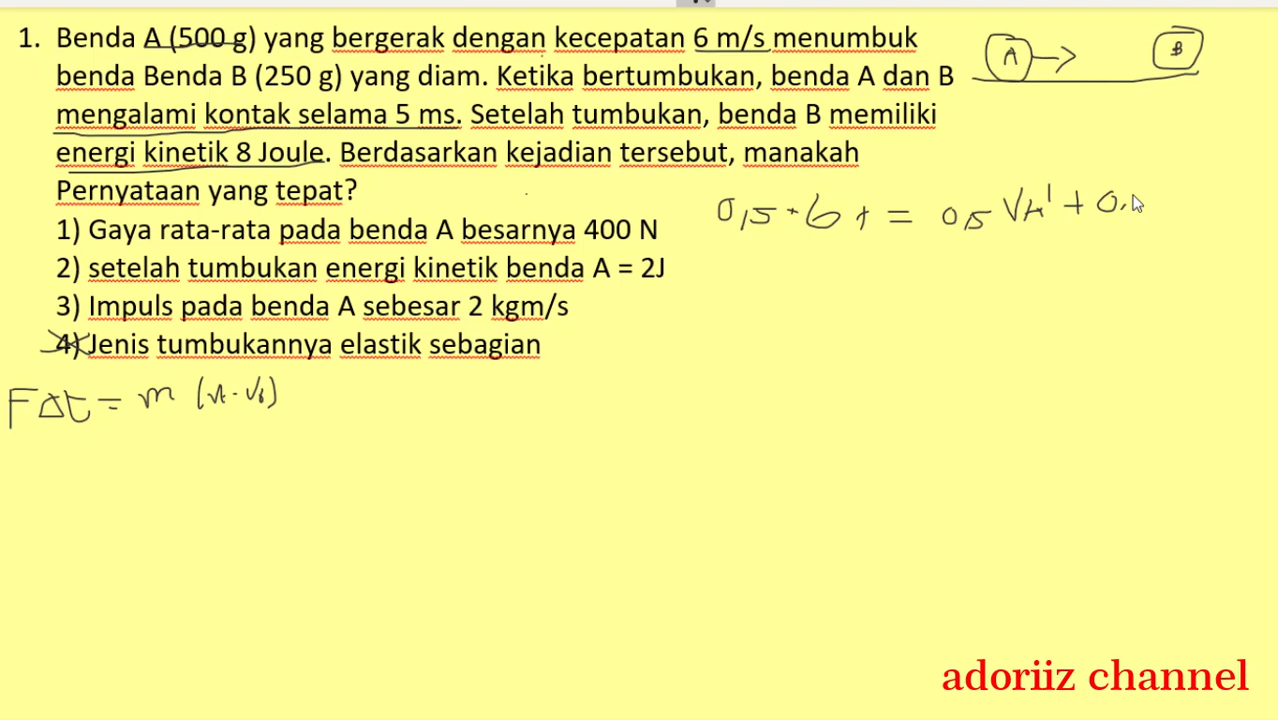 1. Benda A (500 g) yang bergerak dengan kecepatan 6 m/s menumbuk
benda Benda B (250 g) yang diam. Ketika bertumbukan, benda A dan B
mengalami kontak selama 5 ms. Setelah tumbukan, benda B memiliki
energi kinetik 8 Joule. Berdasarkan kejadian tersebut, manakah
Pernyataan yang tepat?
1) Gaya rata-rata pada benda A besarnya 400 N
2) setelah tumbukan energi kinetik benda A = 2J
3) Impuls pada benda A sebesar 2 kgm/s
4) Jenis tumbukannya elastik sebagian
A
B
0,5 · 6 + = 0,5 VA' + 0,
F Δt = m
adoriiz channel